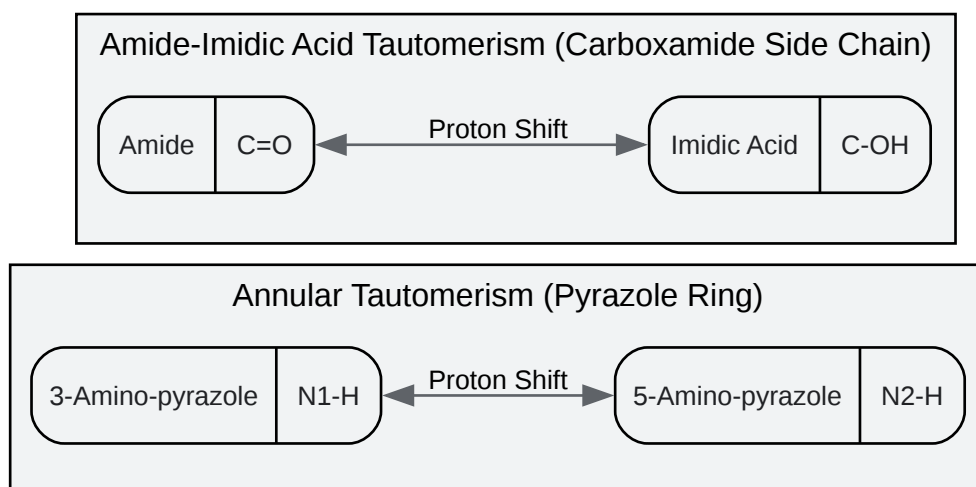 Amide-Imidic Acid Tautomerism (Carboxamide Side Chain)
Amide C=O Proton Shift Imidic Acid C-OH
Annular Tautomerism (Pyrazole Ring)
3-Amino-pyrazole N1-H Proton Shift 5-Amino-pyrazole N2-H